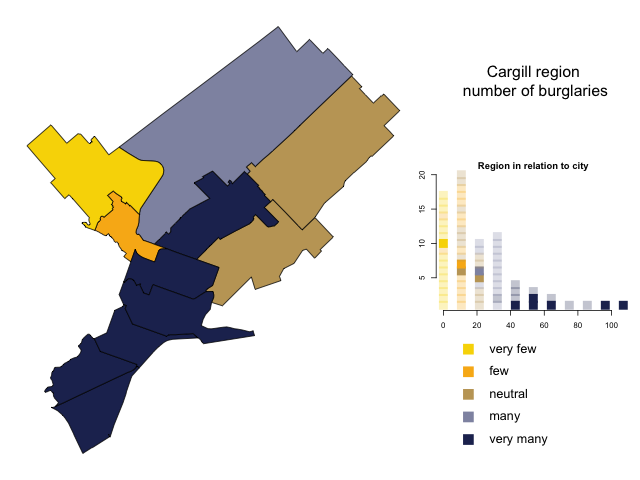 Cargill region
number of burglaries
Region in relation to city
20
15
10
5
0
20
40
60
80
100
very few
few
neutral
many
very many